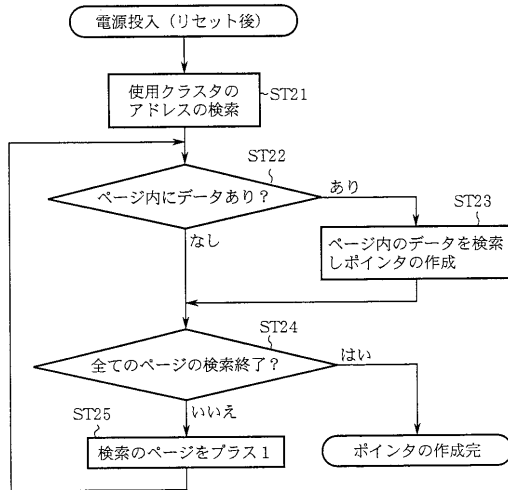 電源投入（リセット後）
使用クラスタの
アドレスの検索
ST21
ST22
ページ内にデータあり？
あり
ST23
なし
ページ内のデータを検索
しポインタの作成
ST24
全てのページの検索終了？
はい
いいえ
ST25
検索のページをプラス1
ポインタの作成完